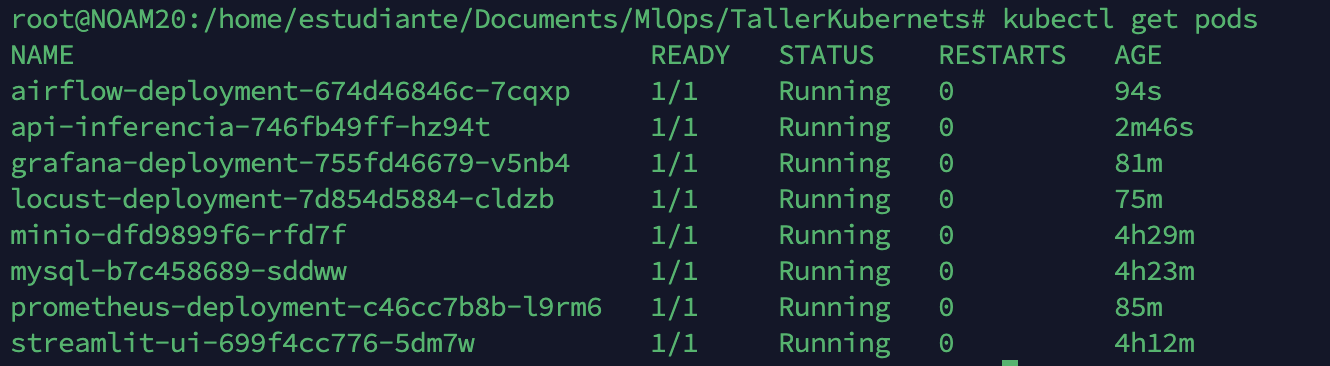 root@NOAM20:/home/estudiante/Documents/MlOps/TallerKubernets# kubectl get pods
NAME READY STATUS RESTARTS AGE
airflow-deployment-674d46846c-7cqxp 1/1 Running 0 94s
api-inferencia-746fb49ff-hz94t 1/1 Running 0 2m46s
grafana-deployment-755fd46679-v5nb4 1/1 Running 0 81m
locust-deployment-7d854d5884-cldzb 1/1 Running 0 75m
minio-dfd9899f6-rfd7f 1/1 Running 0 4h29m
mysql-b7c458689-sddww 1/1 Running 0 4h23m
prometheus-deployment-c46cc7b8b-l9rm6 1/1 Running 0 85m
streamlit-ui-699f4cc776-5dm7w 1/1 Running 0 4h12m